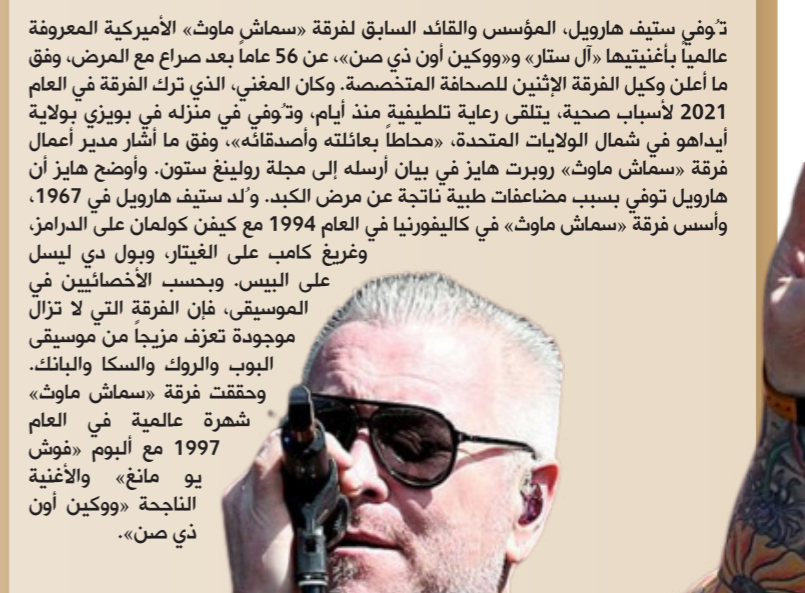 تُوفي ستيف هارويل، المؤسس والقائد السابق لفرقة «سماش ماوث» الأميركية المعروفة
عالمياً بأغنيتيها «آل ستار» و«ووكين أون ذي صن»، عن 56 عاماً بعد صراع مع المرض، وفق
ما أعلن وكيل الفرقة الإثنين للصحافة المتخصصة. وكان المغني، الذي ترك الفرقة في العام
2021 لأسباب صحية، يتلقى رعاية تلطيفية منذ أيام، وتُوفي في منزله في بويزي بولاية
أيداهو في شمال الولايات المتحدة، «محاطاً بعائلته وأصدقائه»، وفق ما أشار مدير أعمال
فرقة «سماش ماوث» روبرت هايز في بيان أرسله إلى مجلة رولينغ ستون. وأوضح هايز أن
هارويل توفي بسبب مضاعفات طبية ناتجة عن مرض الكبد. وُلد ستيف هارويل في 1967،
وأسس فرقة «سماش ماوث» في كاليفورنيا في العام 1994 مع كيفن كولمان على الدرامز،
وغريغ كامب على الغيتار، وبول دي ليسل
على البيس. وبحسب الأخصائيين في
الموسيقى، فإن الفرقة التي لا تزال
موجودة تعزف مزيجاً من موسيقى
البوب والروك والسكا والبانك.
وحققت فرقة «سماش ماوث»
شهرة عالمية في العام
1997 مع ألبوم «فوش
يو مانغ» والأغنية
الناجحة «ووكين أون
ذي صن».